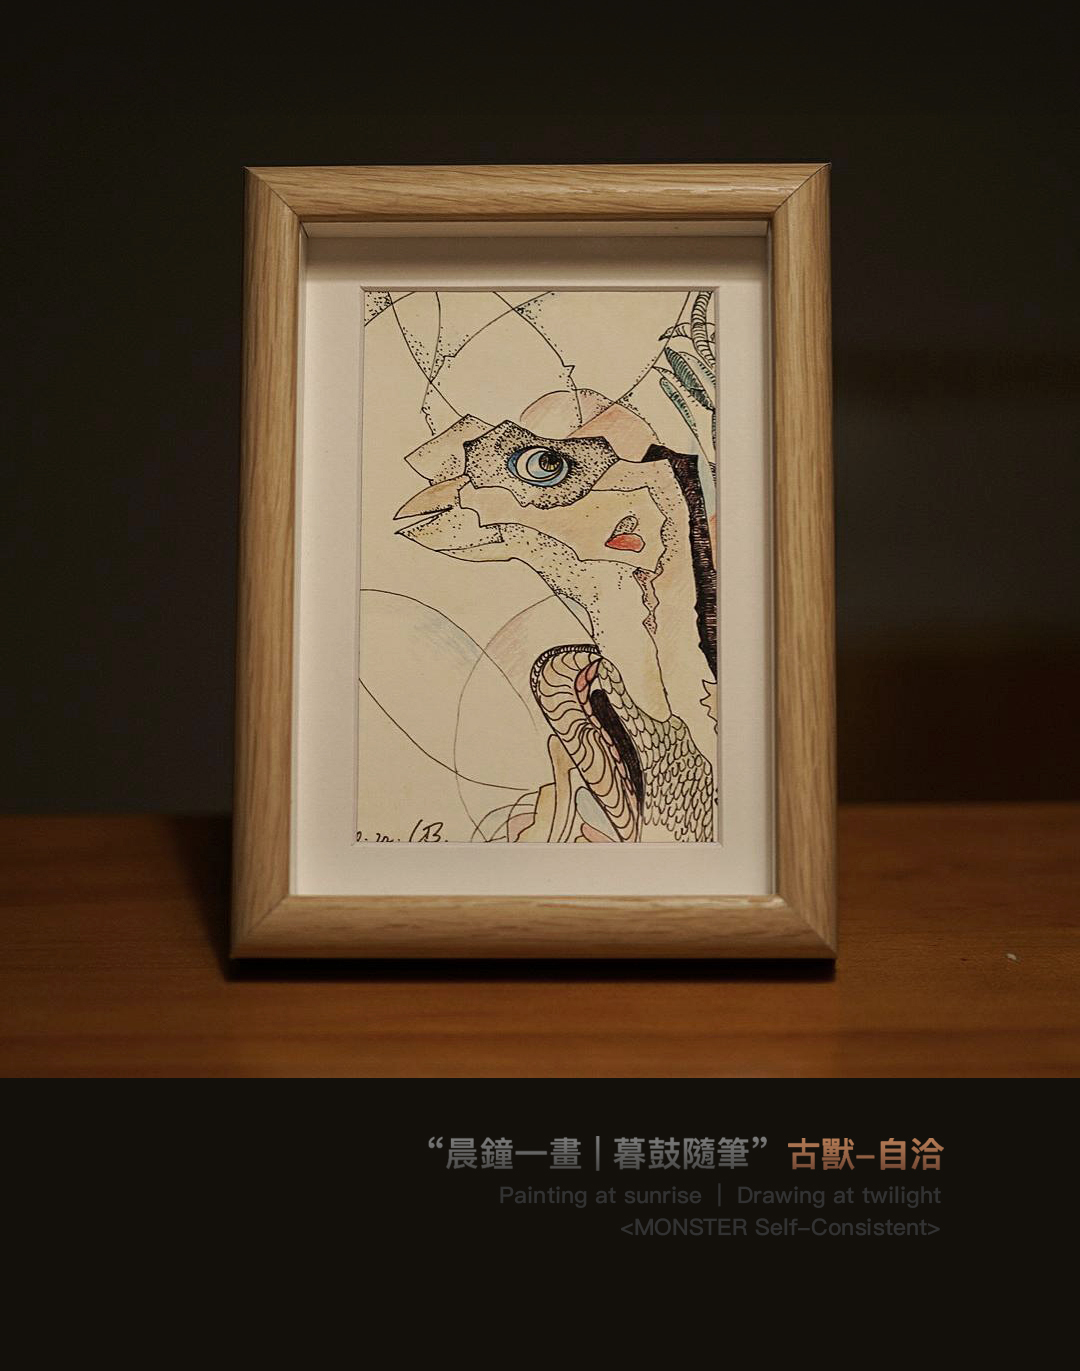 “晨鐘一畫 | 暮鼓隨筆” 古獸–自洽
Painting at sunrise | Drawing at twilight
<MONSTER Self–Consistent>